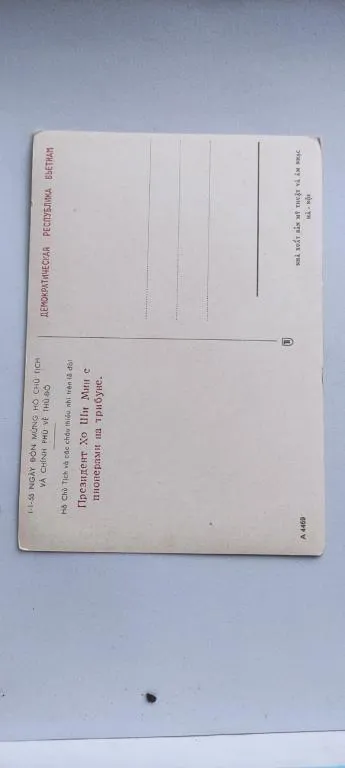 1-1-55 NGÀY ĐÓN MỪNG HỒ CHỦ TỊCH
VÀ CHÍNH PHỦ VỀ THỦ-ĐÔ
Hồ Chủ Tịch và các cháu thiếu nhi trên lễ đài
Президент Хо Ши Мин с
пионерами на трибуне.
A 4469
ДЕМОКРАТИЧЕСКАЯ РЕСПУБЛИКА ВЬЕТНАМ
NHÀ XUẤT BẢN MỸ THUẬT VÀ ÂM NHẠC
HÀ - NỘI